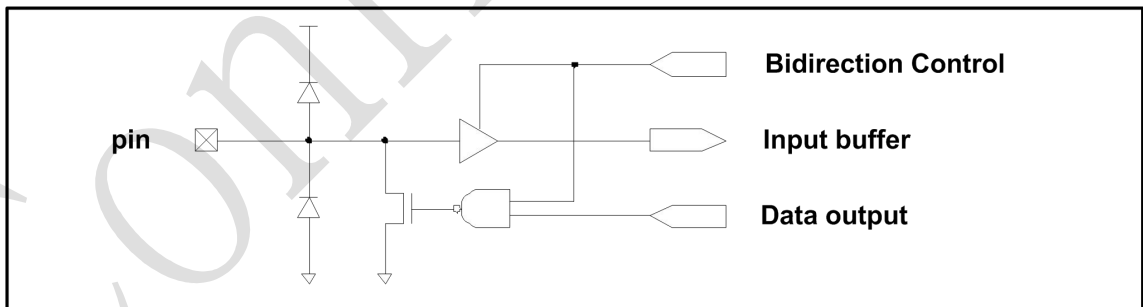 Bidirection Control
pin
Input buffer
Data output